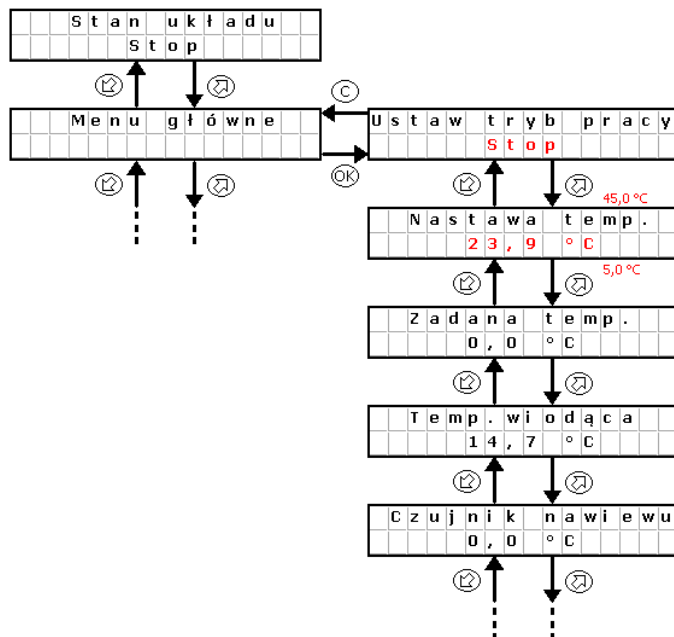 Stan układu
Stop
C
Menu główne
Ustaw tryb pracy
Stop
OK
45,0 °C
Nastawa temp.
23,9 °C
5,0 °C
Zadana temp.
0,0 °C
Temp.wiodąca
14,7 °C
Czujnik nawiewu
0,0 °C